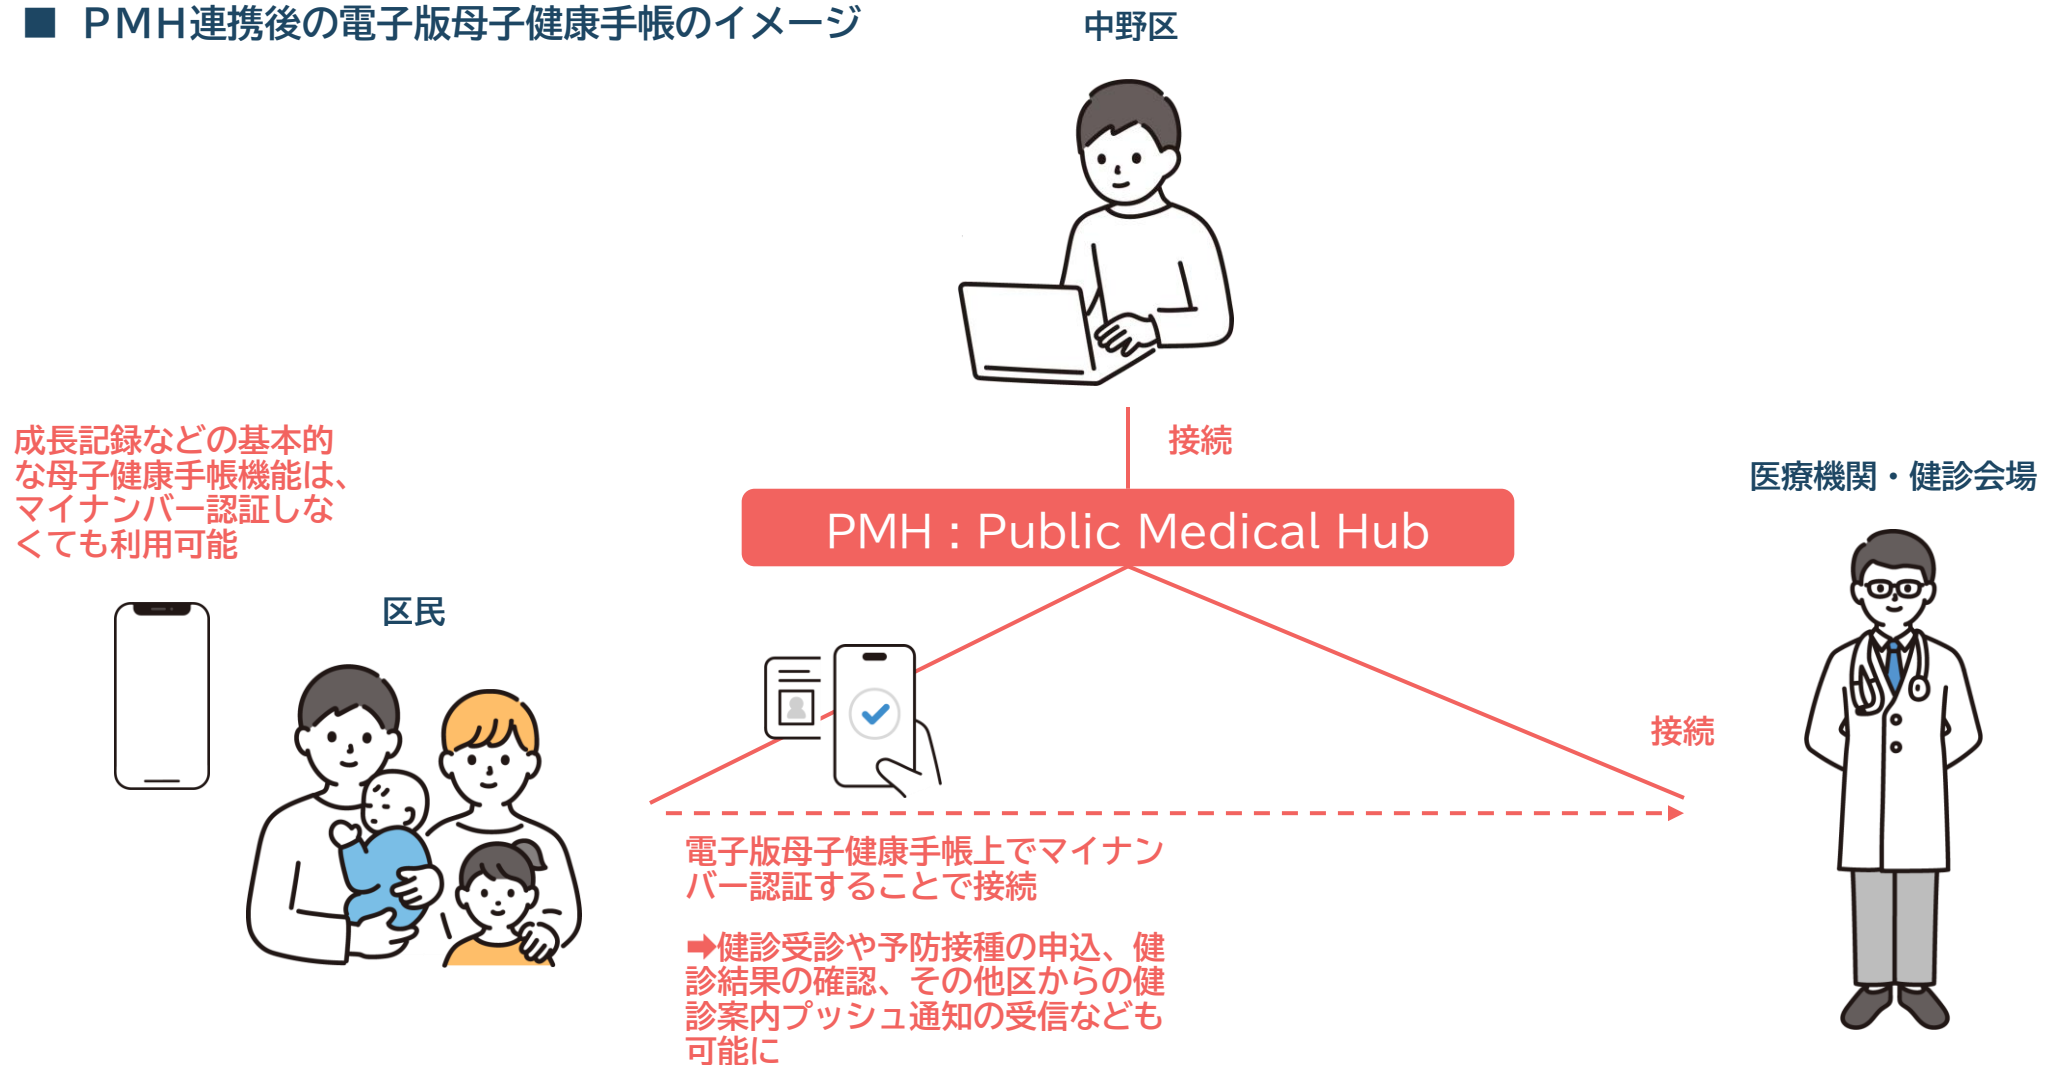 ■ PMH連携後の電子版母子健康手帳のイメージ
中野区
接続
成長記録などの基本的
な母子健康手帳機能は、
マイナンバー認証しな
くても利用可能
医療機関・健診会場
PMH：Public Medical Hub
区民
接続
電子版母子健康手帳上でマイナン
バー認証することで接続
➡健診受診や予防接種の申込、健
診結果の確認、その他区からの健
診案内プッシュ通知の受信なども
可能に